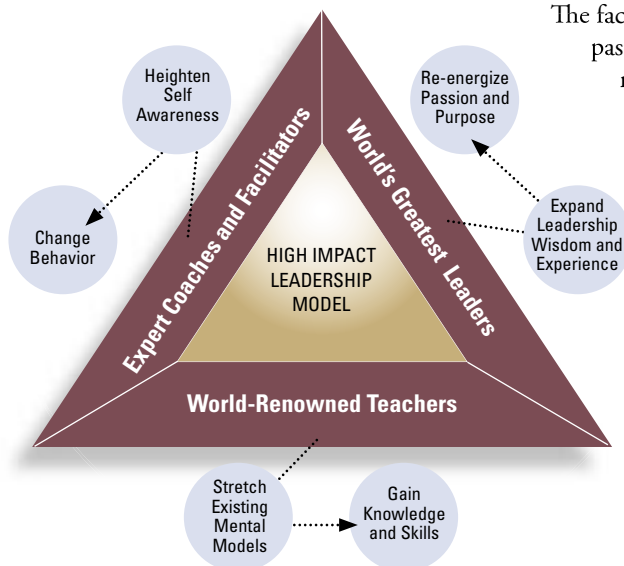 The fac
pas
Heighten
Self
Awareness
Re-energize
Passion and
Purpose
Change
Behavior
Expand
Leadership
Wisdom and
Experience
Expert Coaches and Facilitators
World's Greatest Leaders
HIGH IMPACT
LEADERSHIP
MODEL
World-Renowned Teachers
Stretch
Existing
Mental
Models
Gain
Knowledge
and Skills